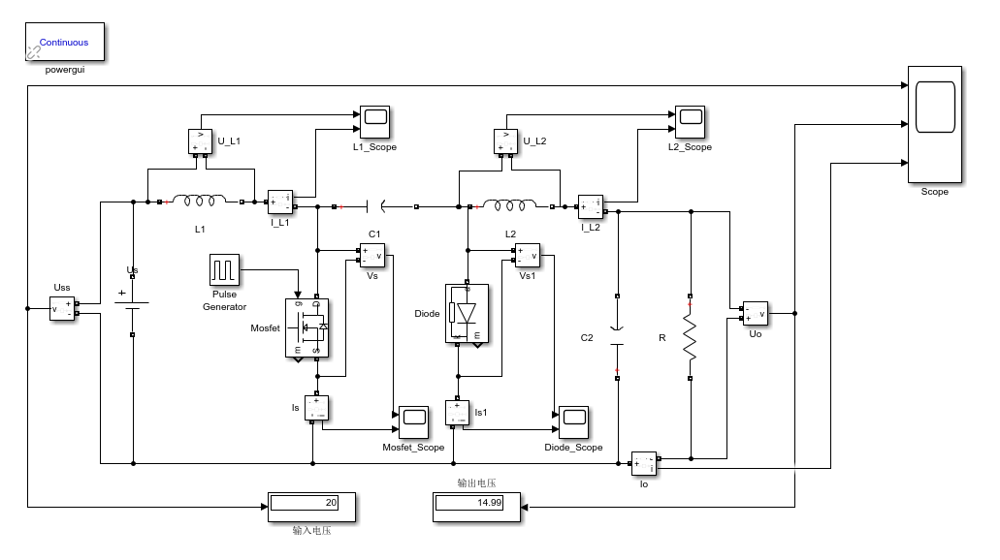 Continuous
powergui
U_L1
L1_Scope
U_L2
L2_Scope
Scope
L1
I_L1
C1
L2
I_L2
Us
+
Uss
v
+
-
Pulse
Generator
+
-
v
Vs
+
-
v
Vs1
Mosfet
g
D
m
S
Diode
a
k
m
C2
R
-
+
v
Uo
Is
Is1
Mosfet_Scope
Diode_Scope
Io
输出电压
20
14.99
输入电压